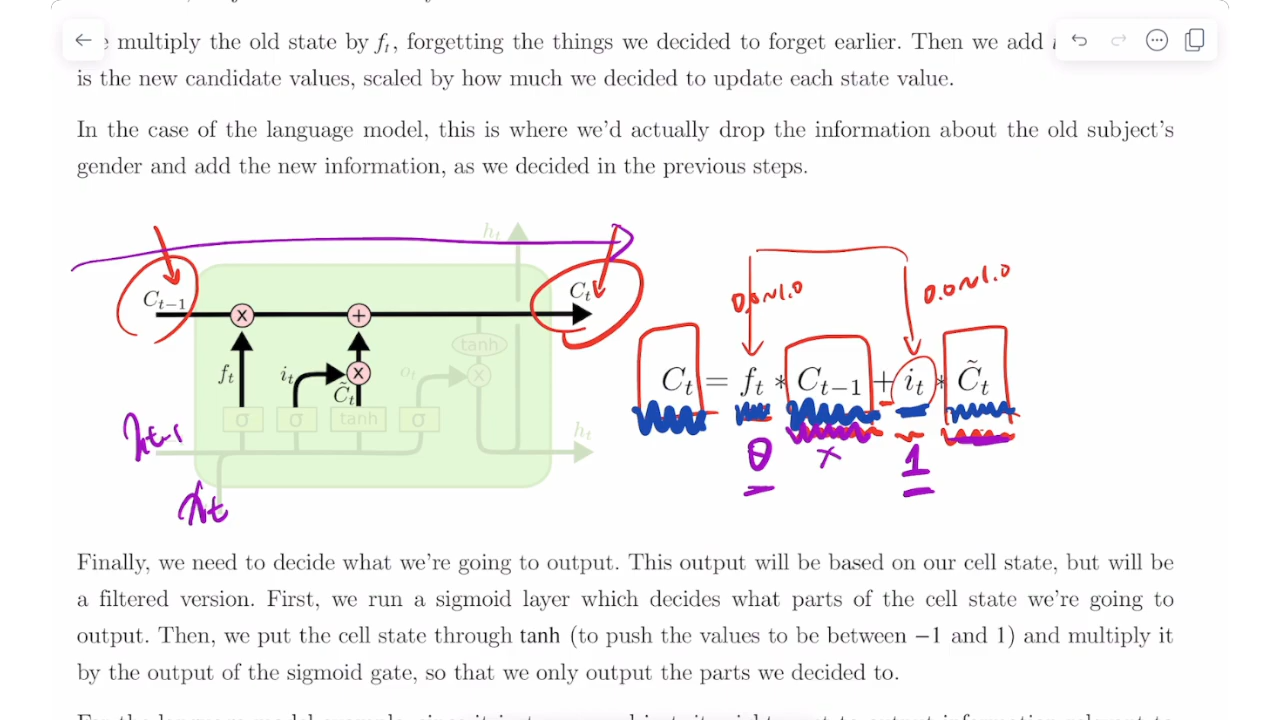 multiply the old state by fₜ, forgetting the things we decided to forget earlier. Then we add
is the new candidate values, scaled by how much we decided to update each state value.
In the case of the language model, this is where we'd actually drop the information about the old subject's
gender and add the new information, as we decided in the previous steps.
hₜ
Cₜ₋₁
Cₜ
x
+
tanh
fₜ
iₜ
x
C̃ₜ
oₜ
x
σ
σ
tanh
σ
hₜ₋₁
hₜ
xₜ
0.0~1.0
0.0~1.0
Cₜ = fₜ * Cₜ₋₁ + iₜ * C̃ₜ
0 x 1
Finally, we need to decide what we're going to output. This output will be based on our cell state, but will be
a filtered version. First, we run a sigmoid layer which decides what parts of the cell state we're going to
output. Then, we put the cell state through tanh (to push the values to be between −1 and 1) and multiply it
by the output of the sigmoid gate, so that we only output the parts we decided to.